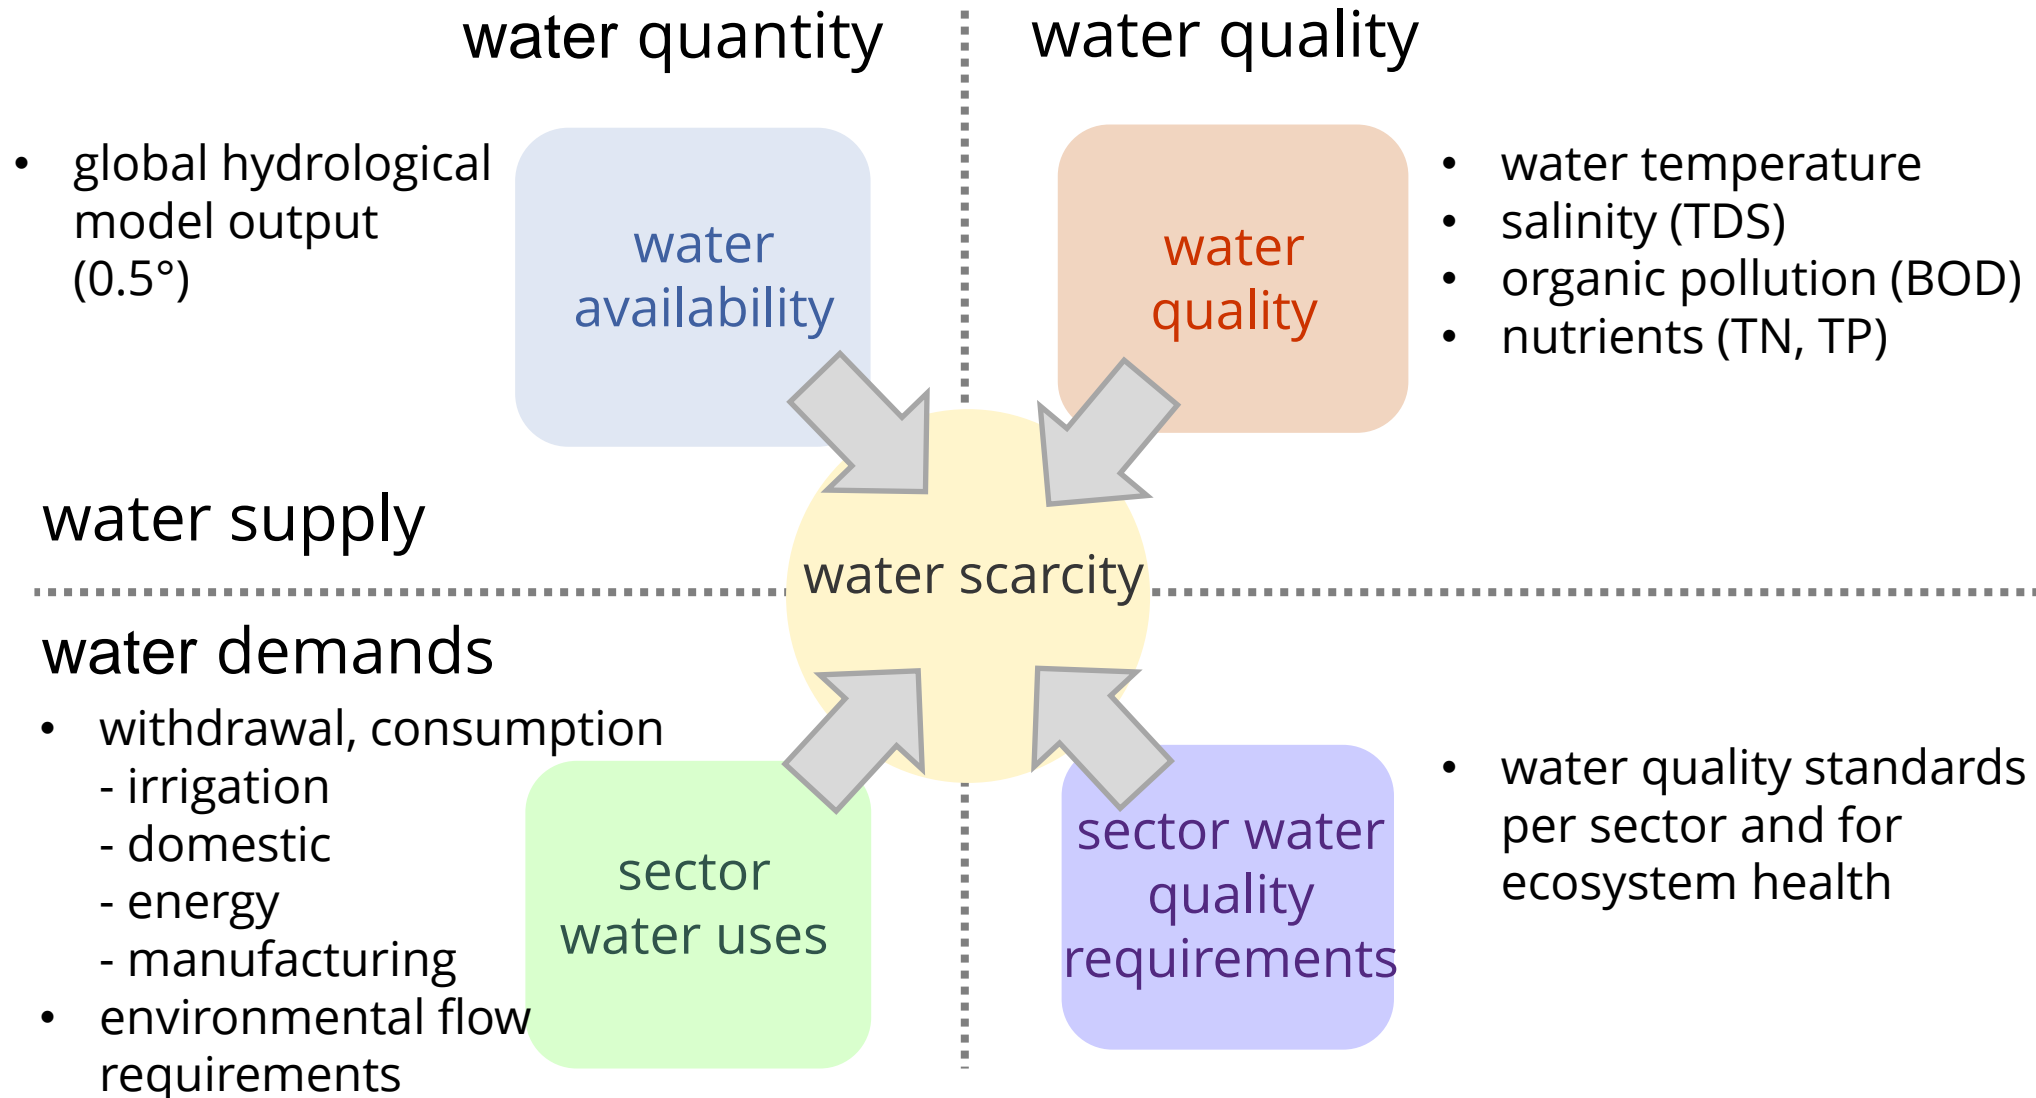 water quantity
water quality
• global hydrological
model output
(0.5°)
water
availability
water
quality
• water temperature
• salinity (TDS)
• organic pollution (BOD)
• nutrients (TN, TP)
water supply
water scarcity
water demands
• withdrawal, consumption
- irrigation
- domestic
- energy
- manufacturing
• environmental flow
requirements
sector
water uses
sector water
quality
requirements
• water quality standards
per sector and for
ecosystem health